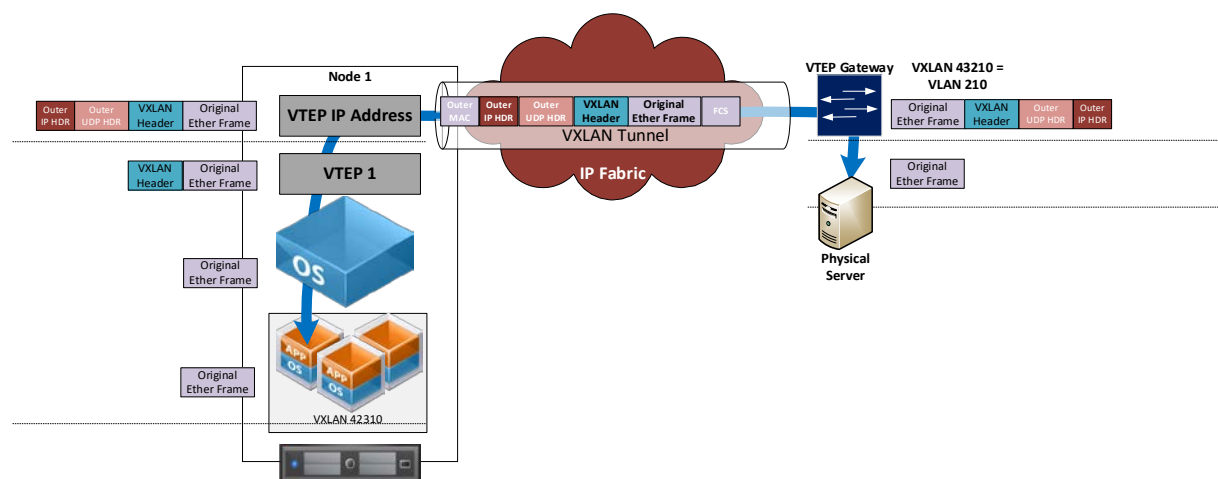 Node 1
Outer
IP HDR
Outer
UDP HDR
VXLAN
Header
Original
Ether Frame
VTEP IP Address
VXLAN
Header
Original
Ether Frame
VTEP 1
OS
Original
Ether Frame
APP
OS
APP
OS
Original
Ether Frame
VXLAN 42310
Outer
MAC
Outer
IP HDR
Outer
UDP HDR
VXLAN
Header
Original
Ether Frame
FCS
VXLAN Tunnel
IP Fabric
VTEP Gateway
VXLAN 43210 =
VLAN 210
Original
Ether Frame
VXLAN
Header
Outer
UDP HDR
Outer
IP HDR
Original
Ether Frame
Physical
Server